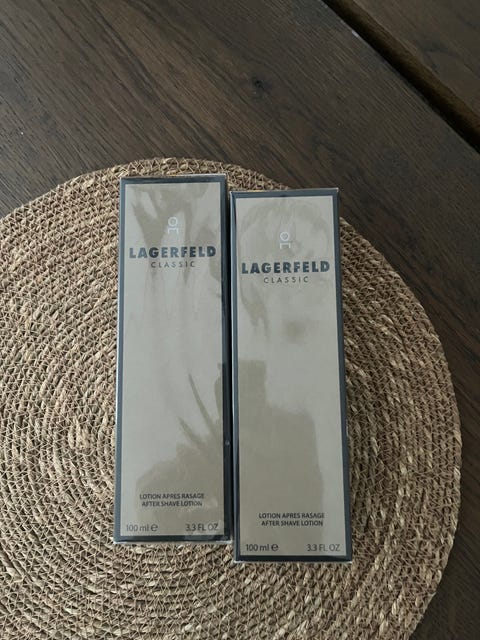 LAGERFELD
CLASSIC
LOTION APRES RASAGE
AFTER SHAVE LOTION
100 ml ℮ 3.3 FL OZ
LAGERFELD
CLASSIC
LOTION APRES RASAGE
AFTER SHAVE LOTION
100 ml ℮ 3.3 FL OZ